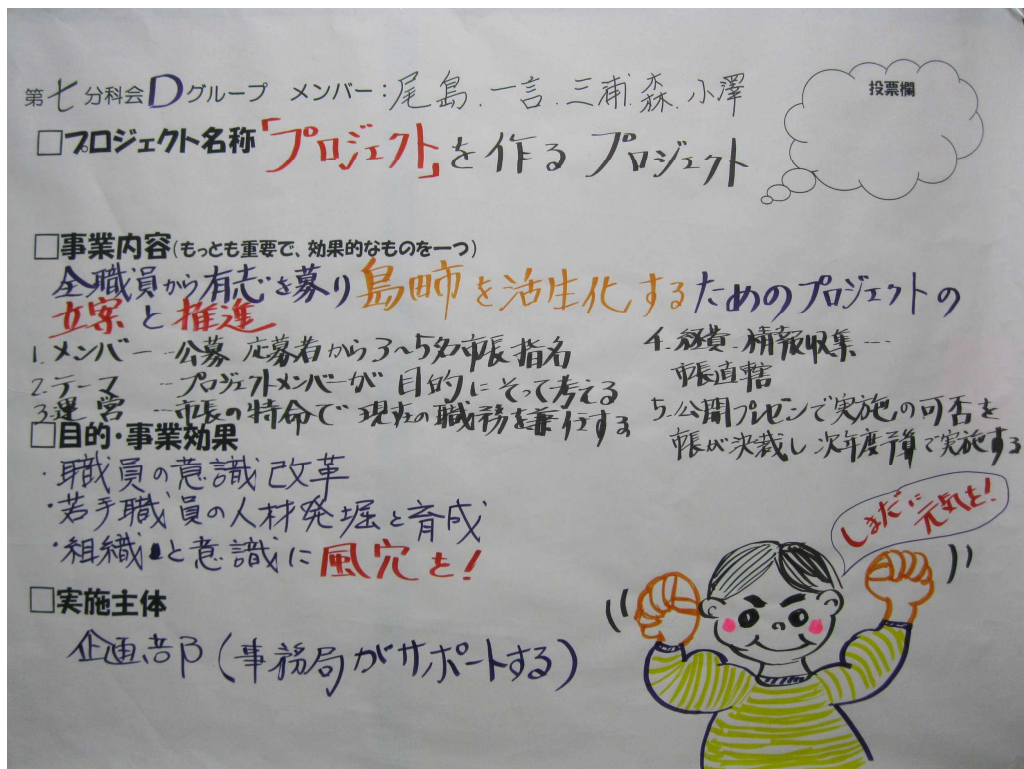 第七分科会Dグループ メンバー:尾島、一言、三浦、森、小澤
投票欄
□プロジェクト名称「プロジェクト」を作る プロジェクト
□事業内容(もっとも重要で、効果的なものを一つ)
全職員から有志を募り島田市を活性化するためのプロジェクトの
立案と推進
1. メンバー … 公募 応募者から3〜5名市長指名
2. テーマ … プロジェクトメンバーが目的にそって考える
3. 運営 … 市長の特命で現在の職務を兼行する
4. 経費・情報収集…
市長直轄
5. 公開プレゼンで実施の可否を
市長が決裁し次年度予算で実施する
□目的・事業効果
・職員の意識改革
・若手職員の人材発掘と育成
・組織と意識に風穴を!
しまだに
元気を!
□実施主体
企画部(事務局がサポートする)